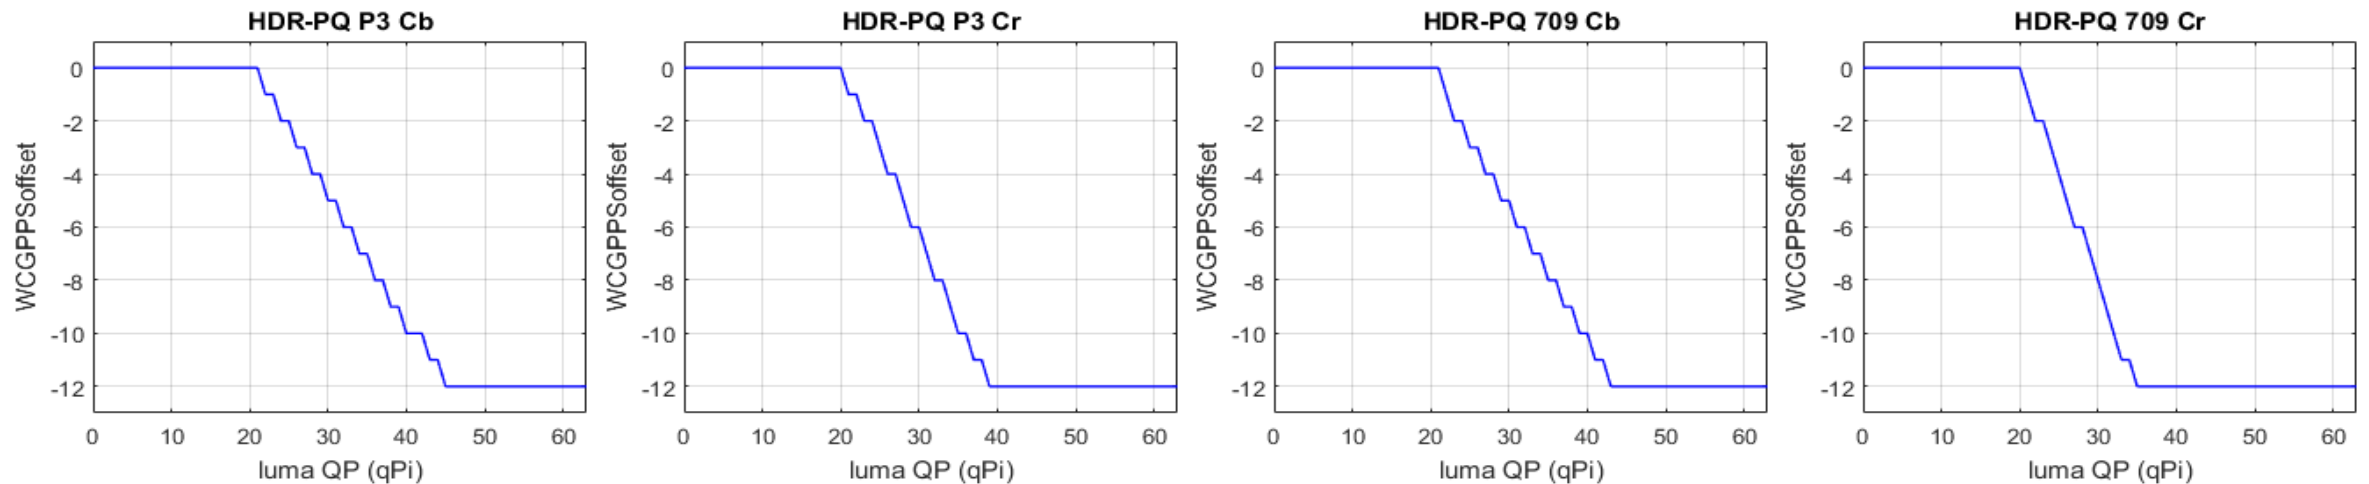 HDR-PQ P3 Cb
0
-2
-4
-6
-8
-10
-12
WCGPPSoffset
0 10 20 30 40 50 60
luma QP (qPi)
HDR-PQ P3 Cr
0
-2
-4
-6
-8
-10
-12
WCGPPSoffset
0 10 20 30 40 50 60
luma QP (qPi)
HDR-PQ 709 Cb
0
-2
-4
-6
-8
-10
-12
WCGPPSoffset
0 10 20 30 40 50 60
luma QP (qPi)
HDR-PQ 709 Cr
0
-2
-4
-6
-8
-10
-12
WCGPPSoffset
0 10 20 30 40 50 60
luma QP (qPi)